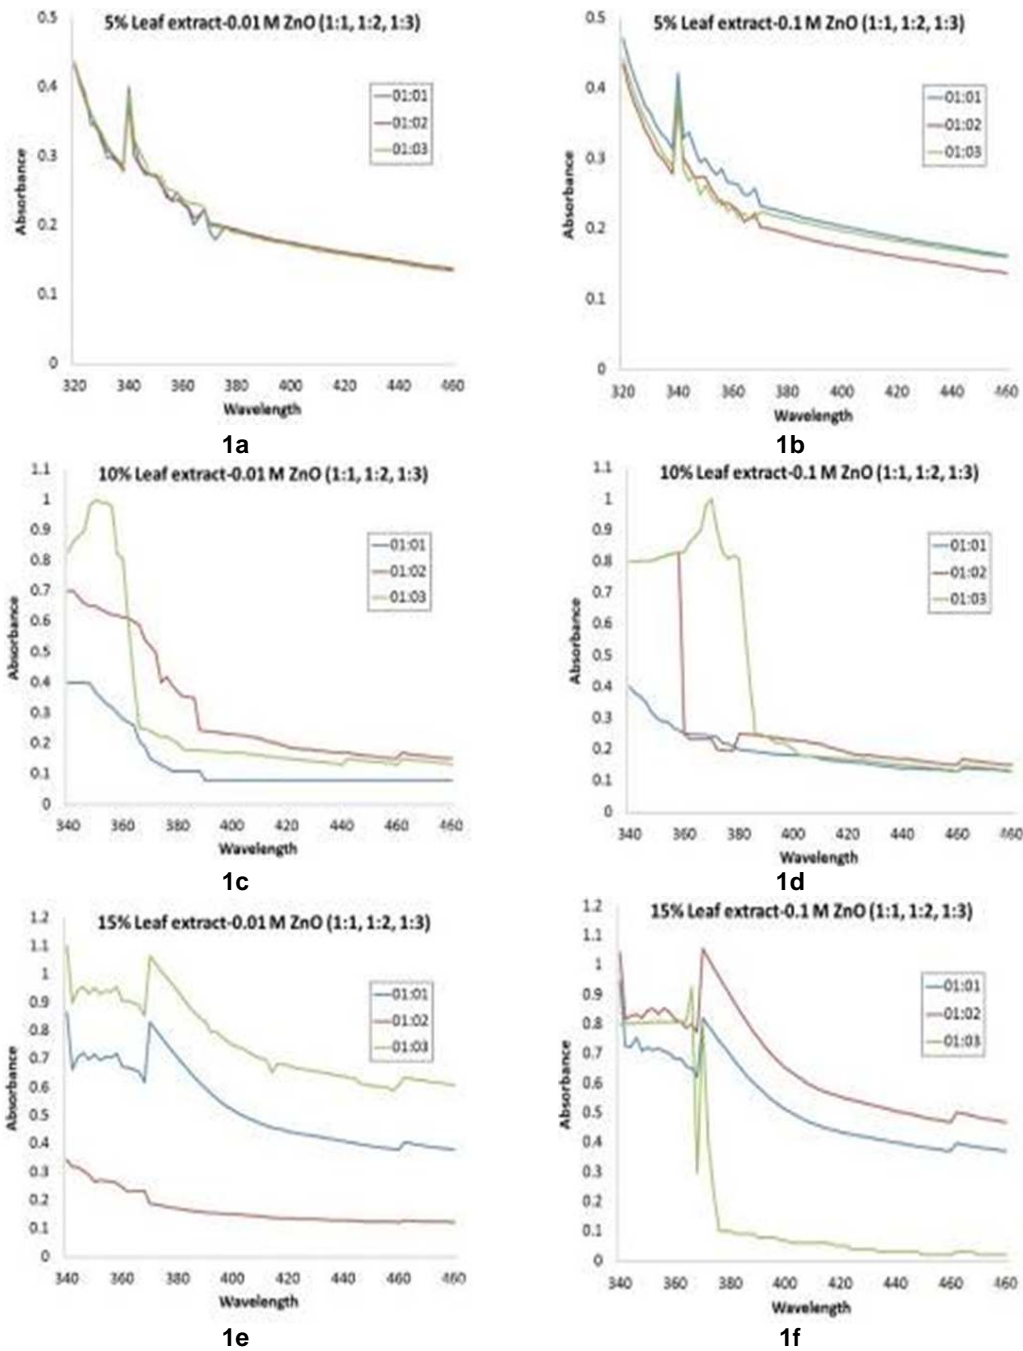 5% Leaf extract-0.01 M ZnO (1:1, 1:2, 1:3)
0.5
0.4
0.3
0.2
0.1
0
Absorbance
01:01
01:02
01:03
320 340 360 380 400 420 440 460
Wavelength
1a
5% Leaf extract-0.1 M ZnO (1:1, 1:2, 1:3)
0.5
0.4
0.3
0.2
0.1
0
Absorbance
01:01
01:02
01:03
320 340 360 380 400 420 440 460
Wavelength
1b
10% Leaf extract-0.01 M ZnO (1:1, 1:2, 1:3)
1.1
1
0.9
0.8
0.7
0.6
0.5
0.4
0.3
0.2
0.1
0
Absorbance
01:01
01:02
01:03
340 360 380 400 420 440 460
Wavelength
1c
10% Leaf extract-0.1 M ZnO (1:1, 1:2, 1:3)
1.1
1
0.9
0.8
0.7
0.6
0.5
0.4
0.3
0.2
0.1
0
Absorbance
01:01
01:02
01:03
340 360 380 400 420 440 460
Wavelength
1d
15% Leaf extract-0.01 M ZnO (1:1, 1:2, 1:3)
1.2
1.1
1
0.9
0.8
0.7
0.6
0.5
0.4
0.3
0.2
0.1
0
Absorbance
01:01
01:02
01:03
340 360 380 400 420 440 460
Wavelength
1e
15% Leaf extract-0.1 M ZnO (1:1, 1:2, 1:3)
1.2
1.1
1
0.9
0.8
0.7
0.6
0.5
0.4
0.3
0.2
0.1
0
Absorbance
01:01
01:02
01:03
340 360 380 400 420 440 460
Wavelength
1f